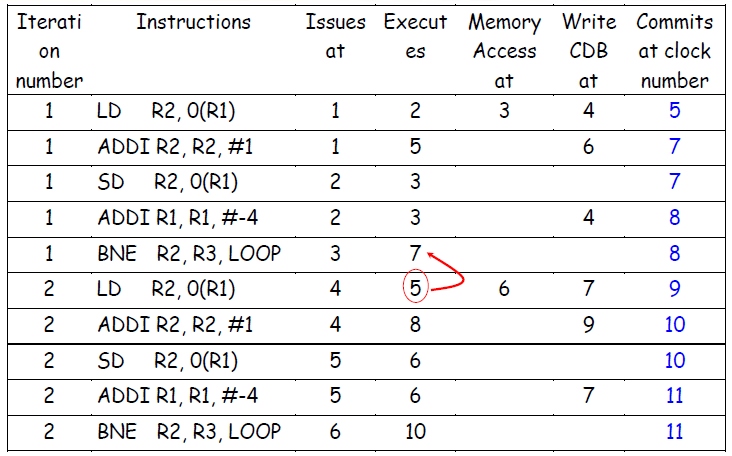 Iterati Instructions Issues Execut Memory Write Commits
on at es Access CDB at clock
number at at number
1 LD R2, 0(R1) 1 2 3 4 5
1 ADDI R2, R2, #1 1 5 6 7
1 SD R2, 0(R1) 2 3 7
1 ADDI R1, R1, #-4 2 3 4 8
1 BNE R2, R3, LOOP 3 7 8
2 LD R2, 0(R1) 4 5 6 7 9
2 ADDI R2, R2, #1 4 8 9 10
2 SD R2, 0(R1) 5 6 10
2 ADDI R1, R1, #-4 5 6 7 11
2 BNE R2, R3, LOOP 6 10 11